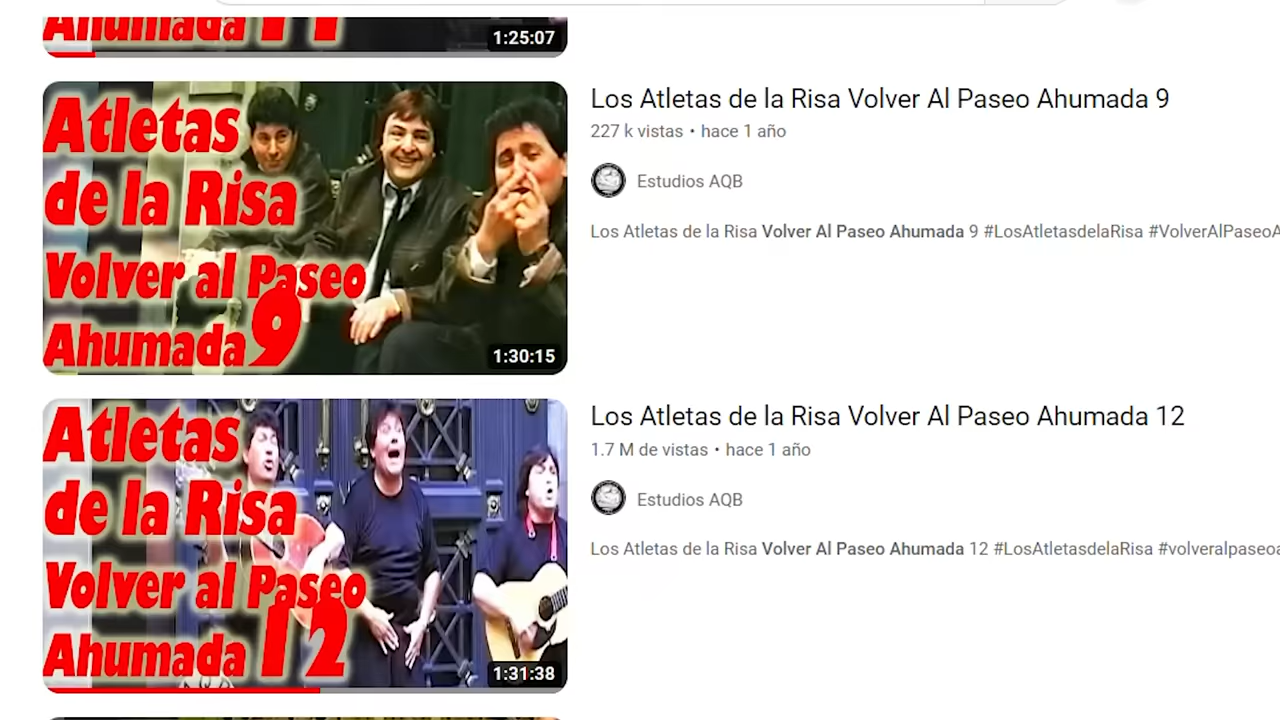 Ahumada 11
1:25:07
Atletas
de la Risa
Volver al Paseo
Ahumada 9
1:30:15
Los Atletas de la Risa Volver Al Paseo Ahumada 9
227 k vistas • hace 1 año
Estudios AQB
Los Atletas de la Risa Volver Al Paseo Ahumada 9 #LosAtletasdelaRisa #VolverAlPaseoA
Atletas
de la Risa
Volver al Paseo
Ahumada 12
1:31:38
Los Atletas de la Risa Volver Al Paseo Ahumada 12
1.7 M de vistas • hace 1 año
Estudios AQB
Los Atletas de la Risa Volver Al Paseo Ahumada 12 #LosAtletasdelaRisa #volveralpaseoa